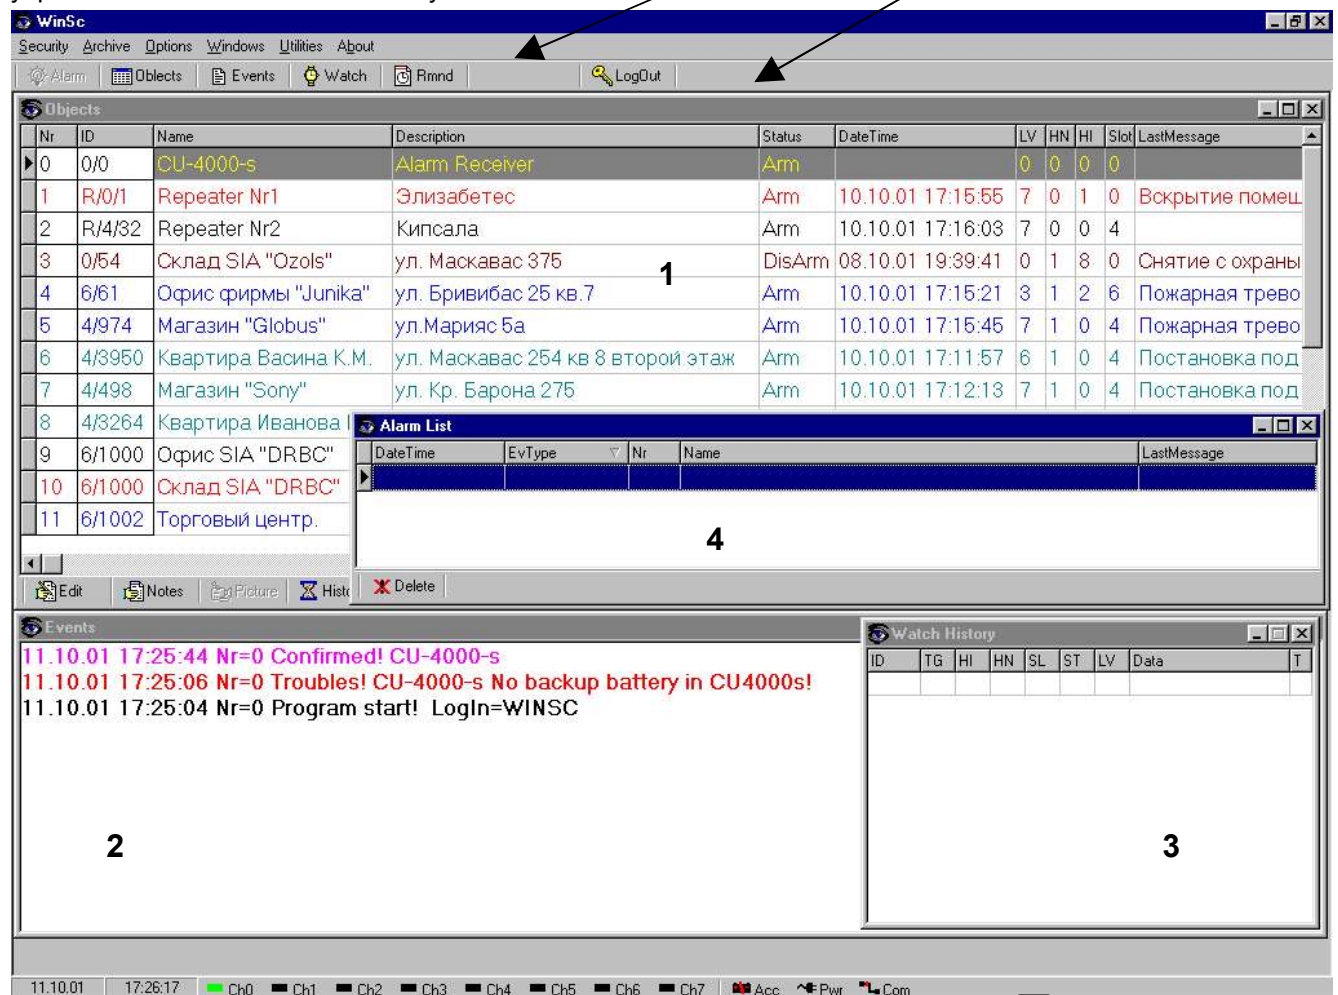 WinSc
Security Archive Options Windows Utilities About
Alarm Objects Events Watch Rmnd LogOut
Objects
Nr ID Name Description Status DateTime LV HN HI Slot LastMessage
0 0/0 CU-4000-s Alarm Receiver Arm 0 0 0 0
1 R/0/1 Repeater Nr1 Элизабетес Arm 10.10.01 17:15:55 7 0 1 0 Вскрытие помещ
2 R/4/32 Repeater Nr2 Кипсала Arm 10.10.01 17:16:03 7 0 0 4
3 0/54 Склад SIA "Ozols" ул. Маскавас 375 DisArm 08.10.01 19:39:41 0 1 8 0 Снятие с охраны
1
4 6/61 Офис фирмы "Junika" ул. Бривибас 25 кв.7 Arm 10.10.01 17:15:21 3 1 2 6 Пожарная трево
5 4/974 Магазин "Globus" ул.Марияс 5а Arm 10.10.01 17:15:45 7 1 0 4 Пожарная трево
6 4/3950 Квартира Васина К.М. ул. Маскавас 254 кв 8 второй этаж Arm 10.10.01 17:11:57 6 1 0 4 Постановка под
7 4/498 Магазин "Sony" ул. Кр. Барона 275 Arm 10.10.01 17:12:13 7 1 0 4 Постановка под
8 4/3264 Квартира Иванова
9 6/1000 Офис SIA "DRBC"
10 6/1000 Склад SIA "DRBC"
11 6/1002 Торговый центр.
Alarm List
DateTime EvType Nr Name LastMessage
4
Delete
Edit Notes Picture Histo
Events
11.10.01 17:25:44 Nr=0 Confirmed! CU-4000-s
11.10.01 17:25:06 Nr=0 Troubles! CU-4000-s No backup battery in CU4000s!
11.10.01 17:25:04 Nr=0 Program start! LogIn=WINSC
2
Watch History
ID TG HI HN SL ST LV Data T
3
11.10.01 17:26:17 Ch0 Ch1 Ch2 Ch3 Ch4 Ch5 Ch6 Ch7 Acc Pwr Com